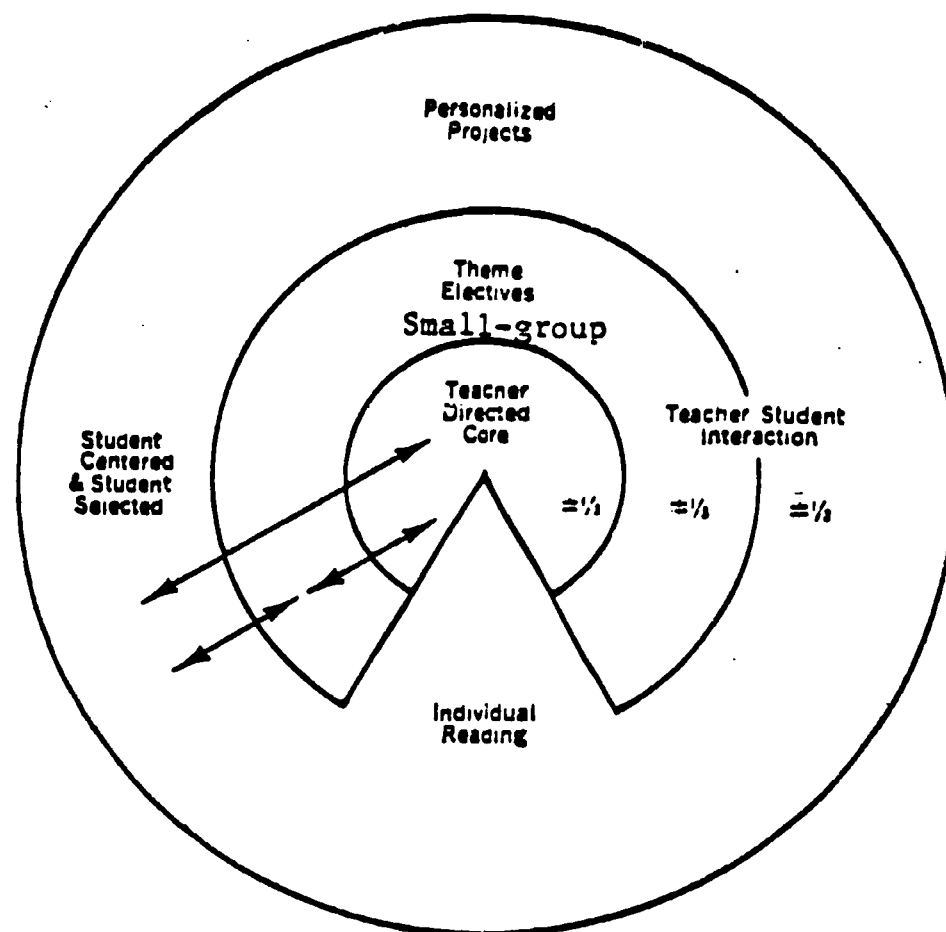 Personalized
Projects
Theme
Electives
Small-group
Teacher
Directed
Core
Student
Centered
& Student
Selected
Teacher Student
Interaction
±⅓ ±⅓ ±⅓
Individual
Reading